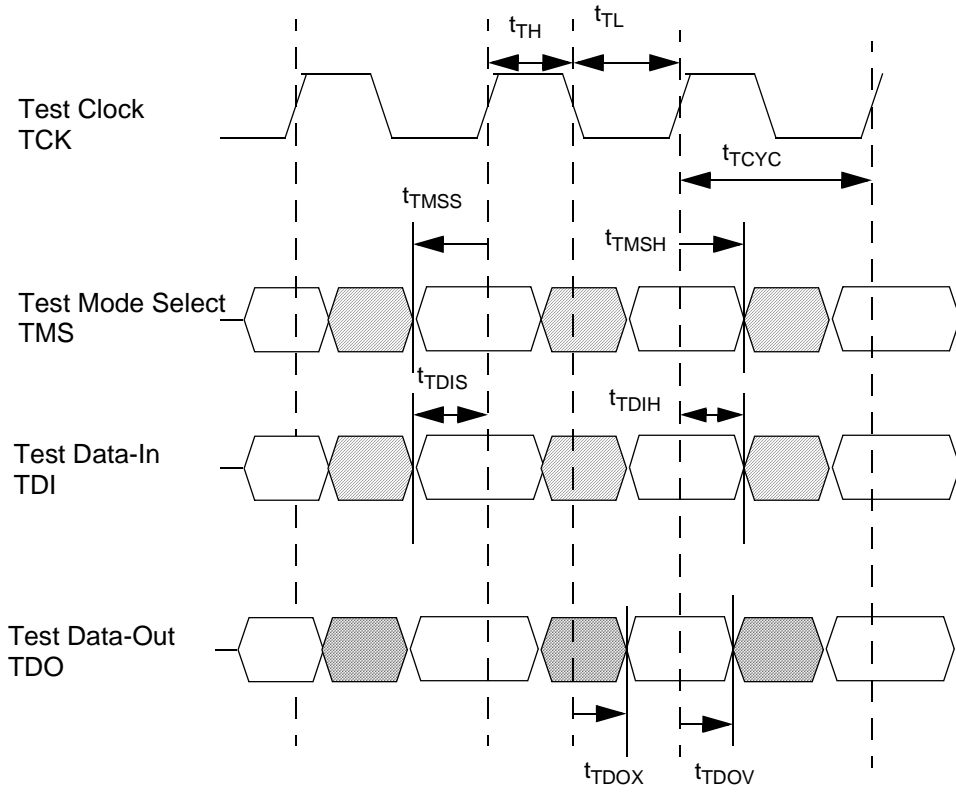 tTH
tTL
Test Clock
TCK
tTCYC
tTMSS
tTMSH
Test Mode Select
TMS
tTDIS
tTDIH
Test Data-In
TDI
Test Data-Out
TDO
tTDOX
tTDOV